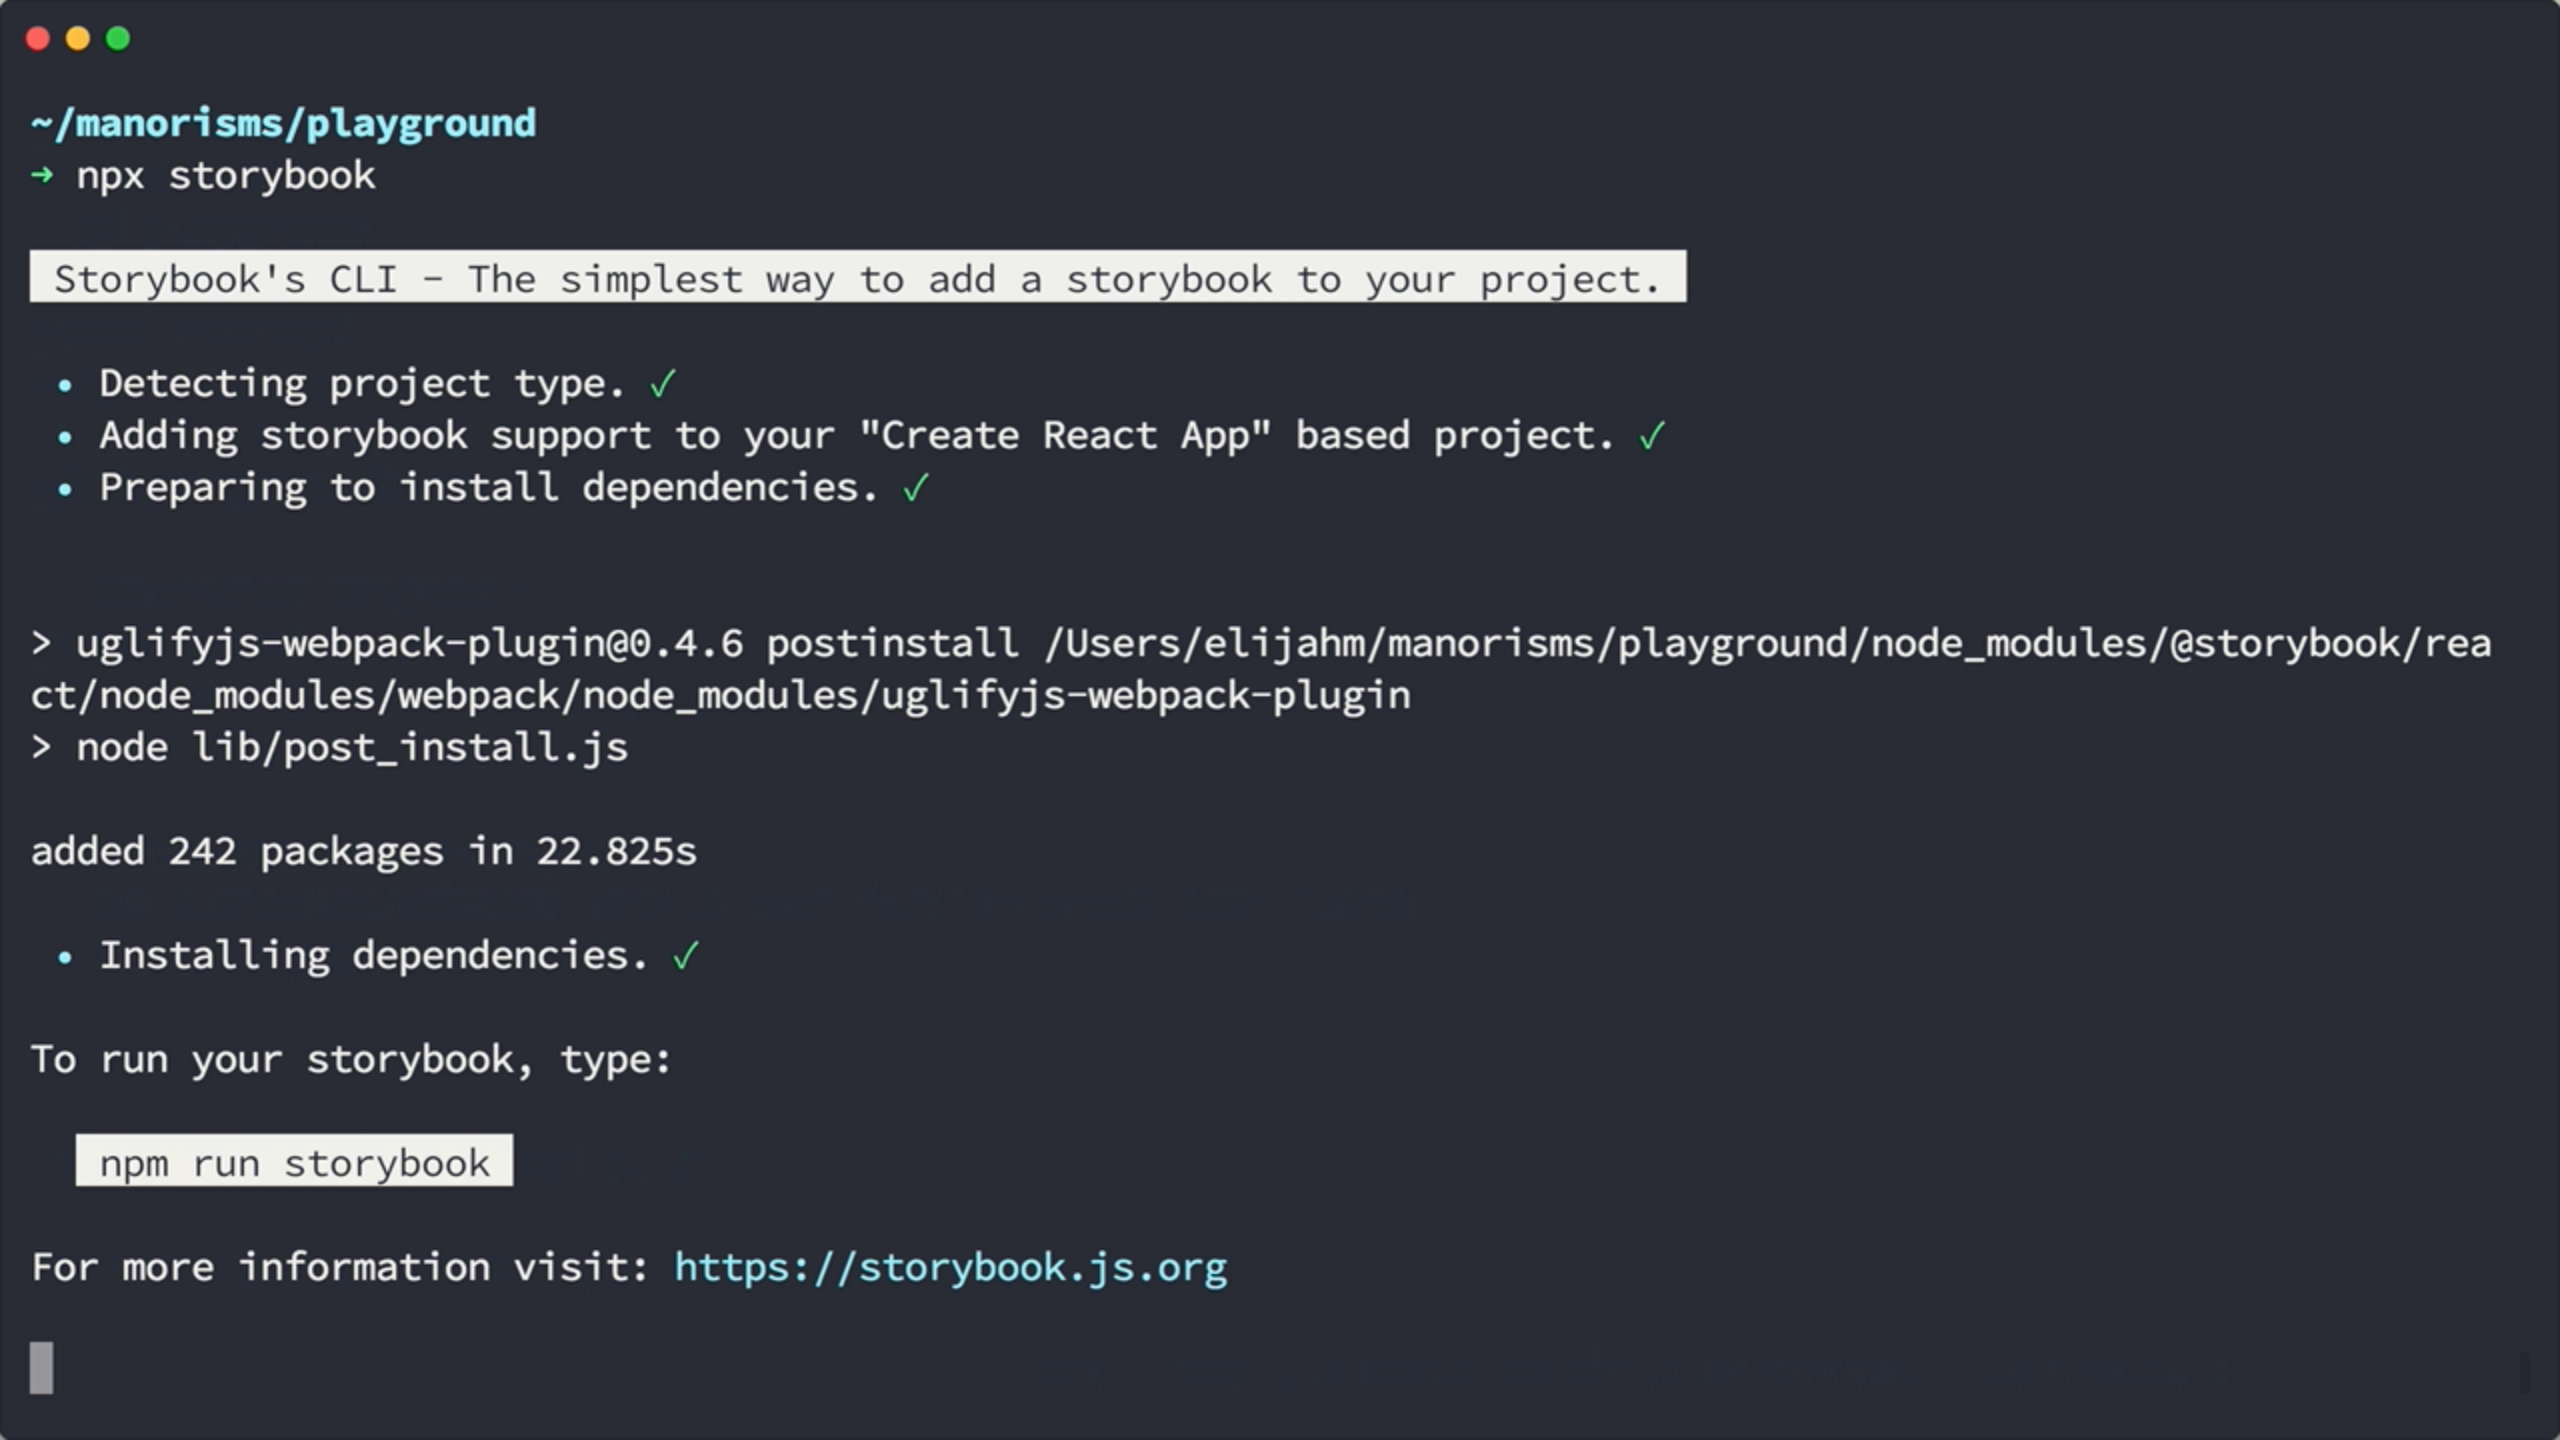 ~/manorisms/playground
➜ npx storybook
Storybook's CLI - The simplest way to add a storybook to your project.
• Detecting project type. ✓
• Adding storybook support to your "Create React App" based project. ✓
• Preparing to install dependencies. ✓
> uglifyjs-webpack-plugin@0.4.6 postinstall /Users/elijahm/manorisms/playground/node_modules/@storybook/rea
ct/node_modules/webpack/node_modules/uglifyjs-webpack-plugin
> node lib/post_install.js
added 242 packages in 22.825s
• Installing dependencies. ✓
To run your storybook, type:
npm run storybook
For more information visit: https://storybook.js.org